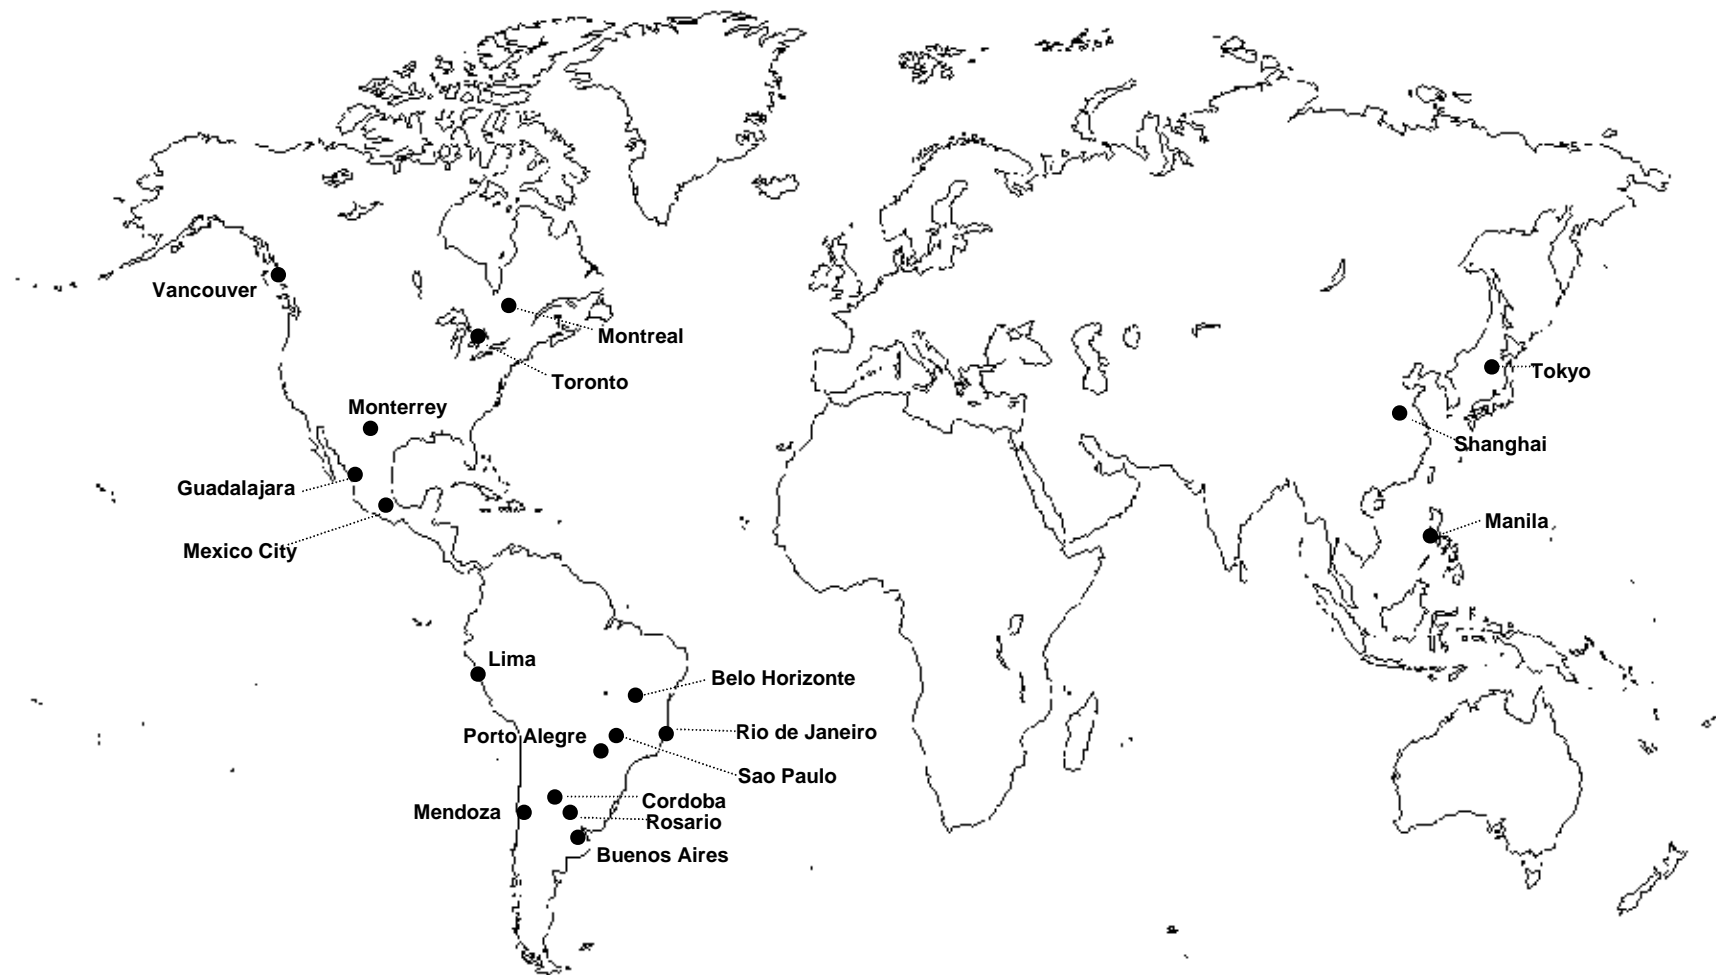 Vancouver
Montreal
Toronto
Tokyo
Monterrey
Shanghai
Guadalajara
Manila
Mexico City
Lima
Belo Horizonte
Porto Alegre
Rio de Janeiro
Sao Paulo
Cordoba
Mendoza
Rosario
Buenos Aires